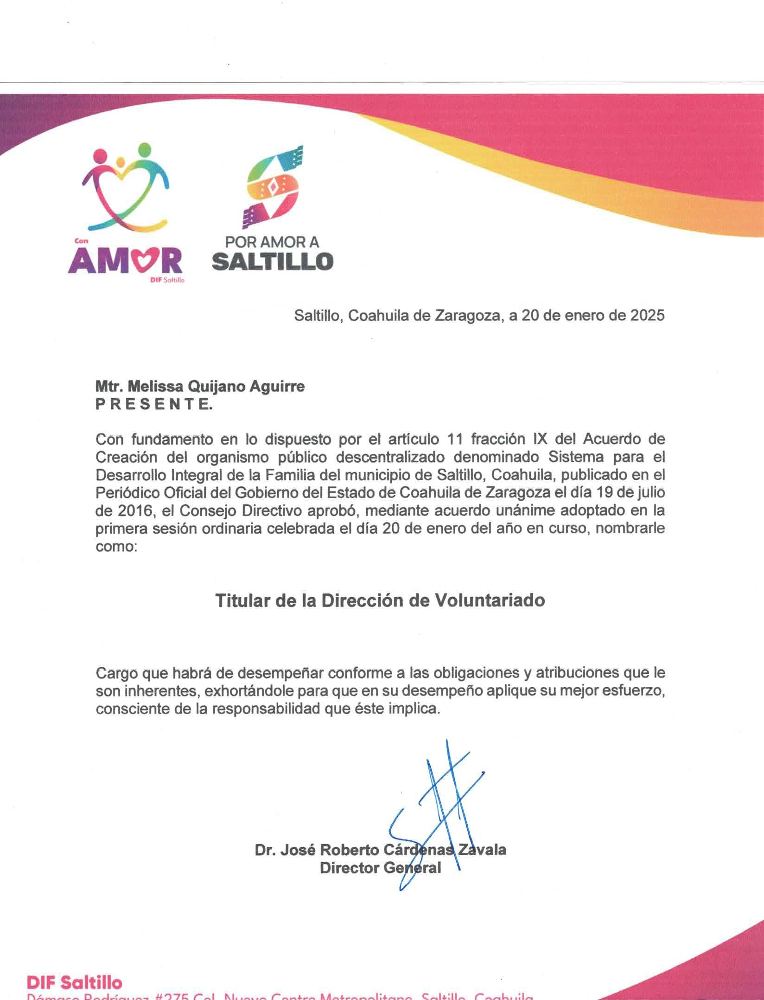 Con
AMOR
DIF Saltillo
POR AMOR A
SALTILLO
Saltillo, Coahuila de Zaragoza, a 20 de enero de 2025
Mtr. Melissa Quijano Aguirre
P R E S E N T E.
Con fundamento en lo dispuesto por el artículo 11 fracción IX del Acuerdo de
Creación del organismo público descentralizado denominado Sistema para el
Desarrollo Integral de la Familia del municipio de Saltillo, Coahuila, publicado en el
Periódico Oficial del Gobierno del Estado de Coahuila de Zaragoza el día 19 de julio
de 2016, el Consejo Directivo aprobó, mediante acuerdo unánime adoptado en la
primera sesión ordinaria celebrada el día 20 de enero del año en curso, nombrarle
como:
Titular de la Dirección de Voluntariado
Cargo que habrá de desempeñar conforme a las obligaciones y atribuciones que le
son inherentes, exhortándole para que en su desempeño aplique su mejor esfuerzo,
consciente de la responsabilidad que éste implica.
Dr. José Roberto Cárdenas Zavala
Director General
DIF Saltillo
Dámaso Rodríguez #275 Col. Nuevo Centro Metropolitano, Saltillo, Coahuila